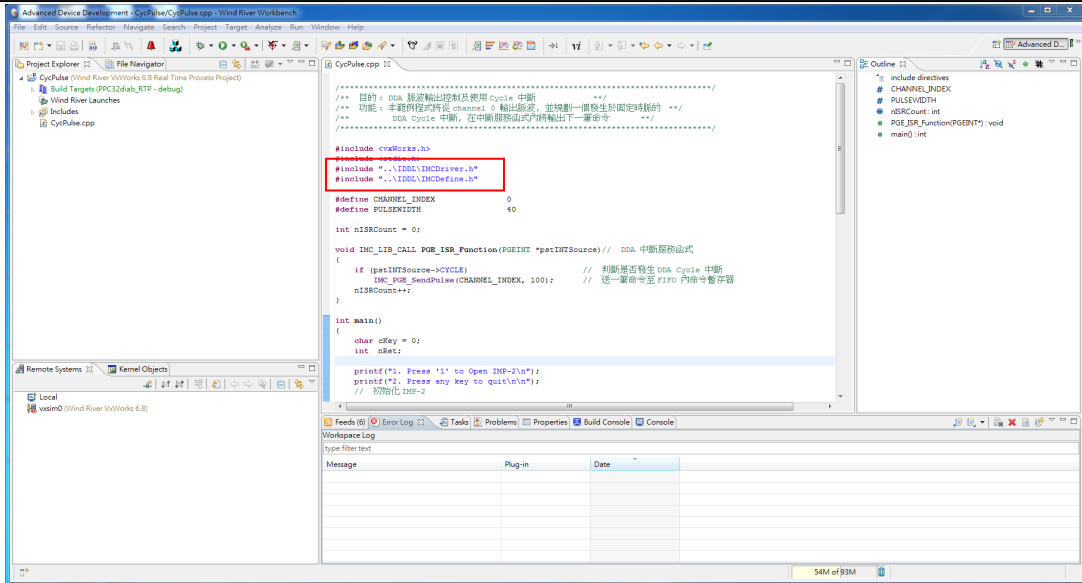 Advanced Device Development - CycPulse/CycPulse.cpp - Wind River Workbench
File Edit Source Refactor Navigate Search Project Target Analyze Run Window Help
Advanced D...
Project Explorer
File Navigator
CycPulse (Wind River VxWorks 6.8 Real Time Process Project)
Build Targets (PPC32diab_RTP - debug)
Wind River Launches
Includes
CycPulse.cpp
CycPulse.cpp
/******************************************************************************/
/** 目的 : DDA 脈波輸出控制及使用 Cycle 中斷 **/
/** 功能 : 本範例程式將從 channel 0 輸出脈波, 並規劃一個發生於固定時脈的 **/
/** DDA Cycle 中斷, 在中斷服務函式內將輸出下一筆命令 **/
/******************************************************************************/
#include <vxWorks.h>
#include <stdio.h>
#include "..\IDDL\IMCDriver.h"
#include "..\IDDL\IMCDefine.h"
#define CHANNEL_INDEX 0
#define PULSEWIDTH 40
int nISRCount = 0;
void IMC_LIB_CALL PGE_ISR_Function(PGEINT *pstINTSource)// DDA 中斷服務函式
{
if (pstINTSource->CYCLE) // 判斷是否發生 DDA Cycle 中斷
IMC_PGE_SendPulse(CHANNEL_INDEX, 100); // 送一筆命令至 FIFO 內命令暫存器
nISRCount++;
}
int main()
{
char cKey = 0;
int nRet;
printf("1. Press '1' to Open IMP-2\n");
printf("2. Press any key to quit\n\n");
// 初始化 IMP-2
Outline
include directives
# CHANNEL_INDEX
# PULSEWIDTH
nISRCount : int
PGE_ISR_Function(PGEINT*) : void
main() : int
Remote Systems
Kernel Objects
Local
vxsim0 (Wind River VxWorks 6.8)
Feeds (6) Error Log Tasks Problems Properties Build Console Console
Workspace Log
type filter text
Message Plug-in Date
54M of 93M